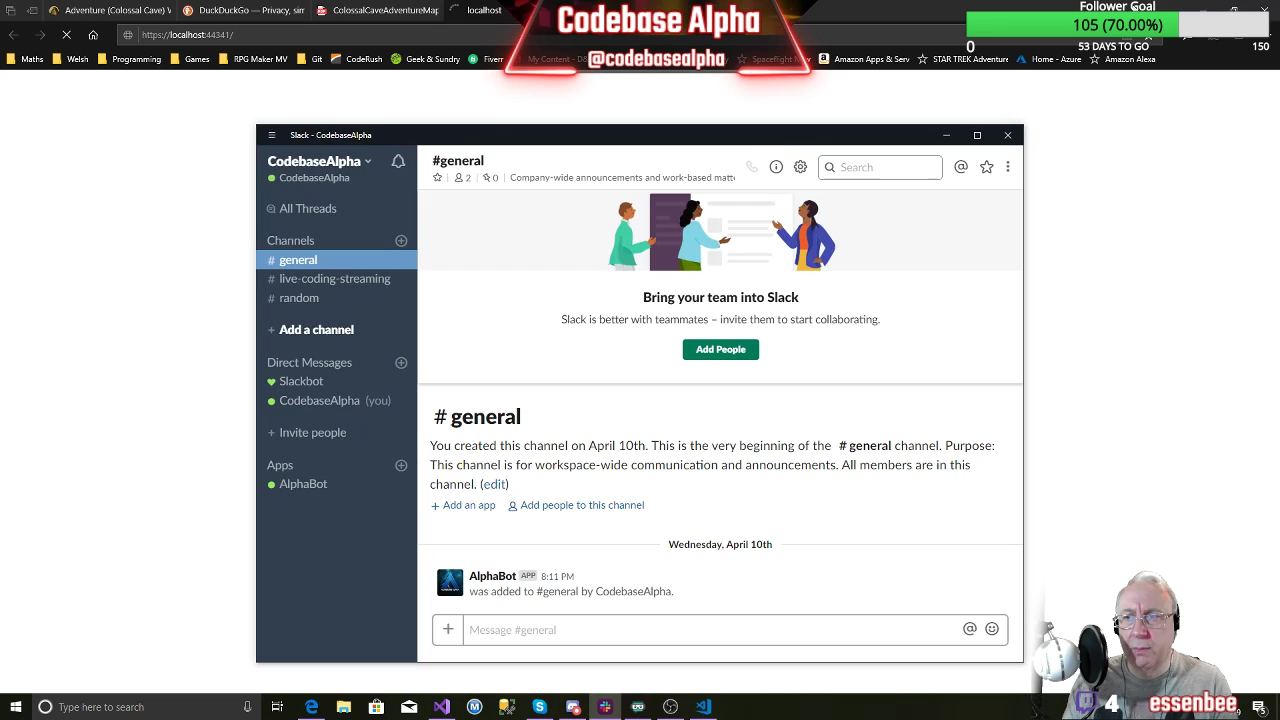 Adventure (Colossal Cave) V
DuckDuckGo — Privacy, sim
ColossalCaveAdventureMap
localhost
https://localhost:44341/
Codebase Alpha
@codebasealpha
Follower Goal
105 (70.00%)
0
53 DAYS TO GO
150
Maths
Video
Programming
Games
RPG Maker MV
Git
CodeRush
Geek & Sundry
Fiverr
My Content - D&
Amazon Apps & Serv
STAR TREK Adventure
Home - Azure
Amazon Alexa
Slack - CodebaseAlpha
CodebaseAlpha
CodebaseAlpha
All Threads
Channels
# general
# live-coding-streaming
# random
+ Add a channel
Direct Messages
Slackbot
CodebaseAlpha (you)
+ Invite people
Apps
AlphaBot
#general
2
0
Company-wide announcements and work-based matte
Search
Bring your team into Slack
Slack is better with teammates – invite them to start collaborating.
Add People
# general
You created this channel on April 10th. This is the very beginning of the # general channel. Purpose:
This channel is for workspace-wide communication and announcements. All members are in this
channel. (edit)
+ Add an app
Add people to this channel
Wednesday, April 10th
AlphaBot APP 8:11 PM
was added to #general by CodebaseAlpha.
Message #general
Type here to search
4
essenbee